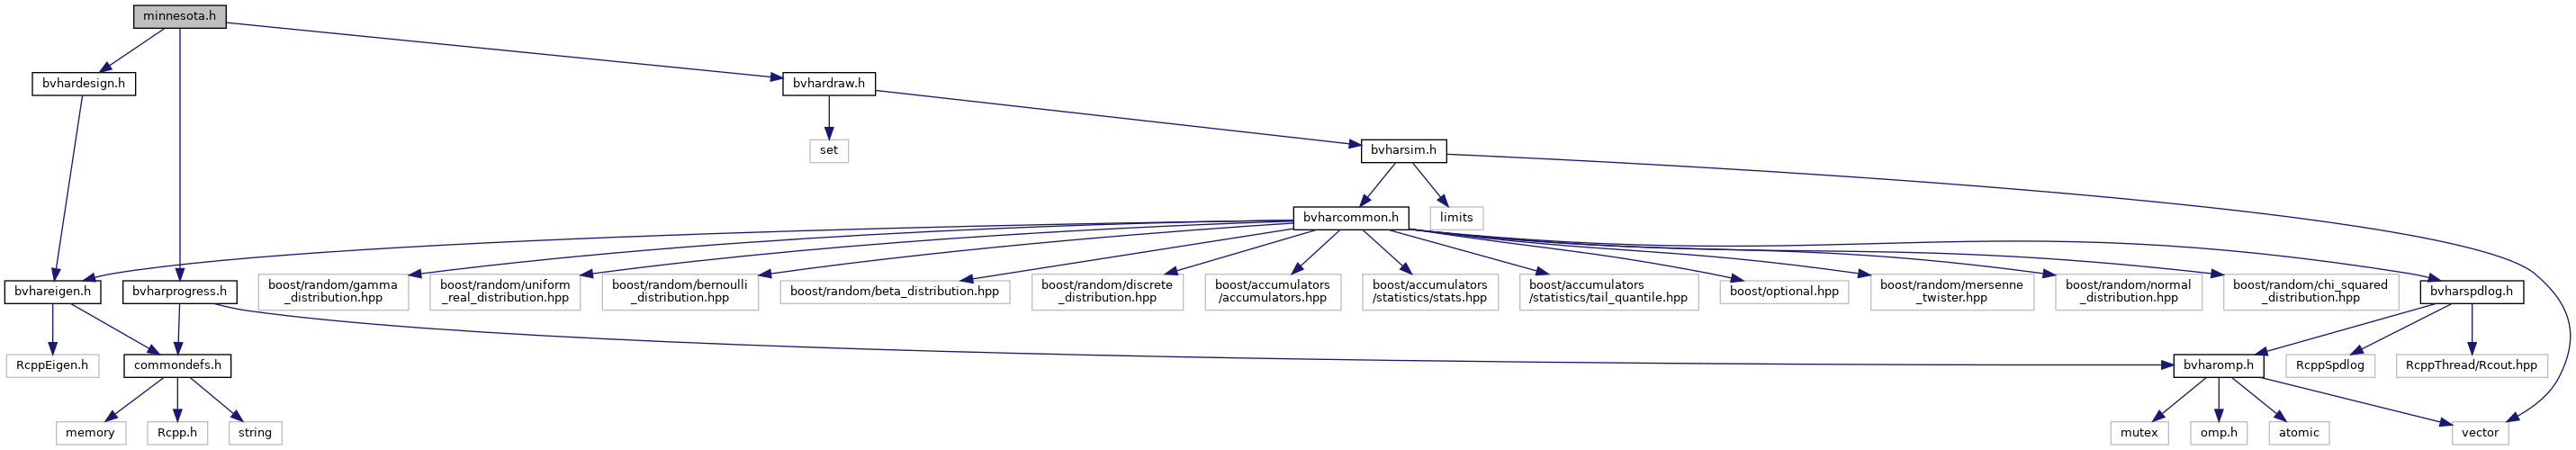 minnesota.h
bvhardesign.h
bvhardraw.h
set
bvharsim.h
bvharcommon.h
limits
bvhareigen.h
bvharprogress.h
boost/random/gamma
_distribution.hpp
boost/random/uniform
_real_distribution.hpp
boost/random/bernoulli
_distribution.hpp
boost/random/beta_distribution.hpp
boost/random/discrete
_distribution.hpp
boost/accumulators
/accumulators.hpp
boost/accumulators
/statistics/stats.hpp
boost/accumulators
/statistics/tail_quantile.hpp
boost/optional.hpp
boost/random/mersenne
_twister.hpp
boost/random/normal
_distribution.hpp
boost/random/chi_squared
_distribution.hpp
bvharspdlog.h
RcppEigen.h
commondefs.h
bvharomp.h
RcppSpdlog
RcppThread/Rcout.hpp
memory
Rcpp.h
string
mutex
omp.h
atomic
vector